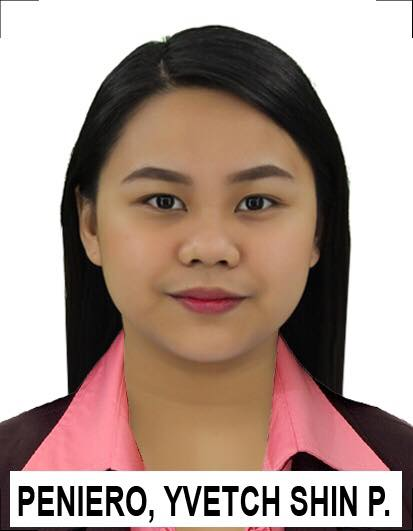 PENIERO, YVETCH SHIN P.